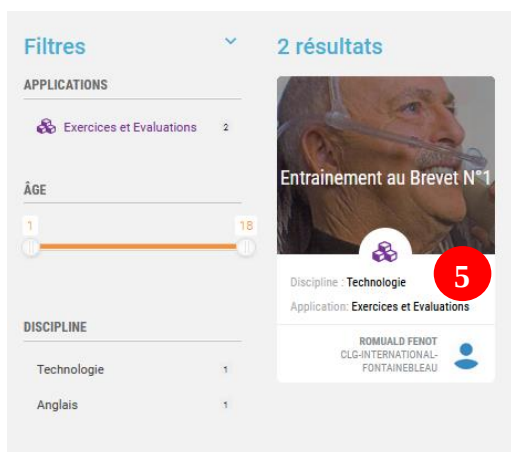 Filtres
APPLICATIONS
Exercices et Evaluations 2
ÂGE
1 18
DISCIPLINE
Technologie 1
Anglais 1
2 résultats
Entrainement au Brevet N°1
5
Discipline : Technologie
Application: Exercices et Evaluations
ROMUALD FENOT
CLG-INTERNATIONAL-
FONTAINEBLEAU